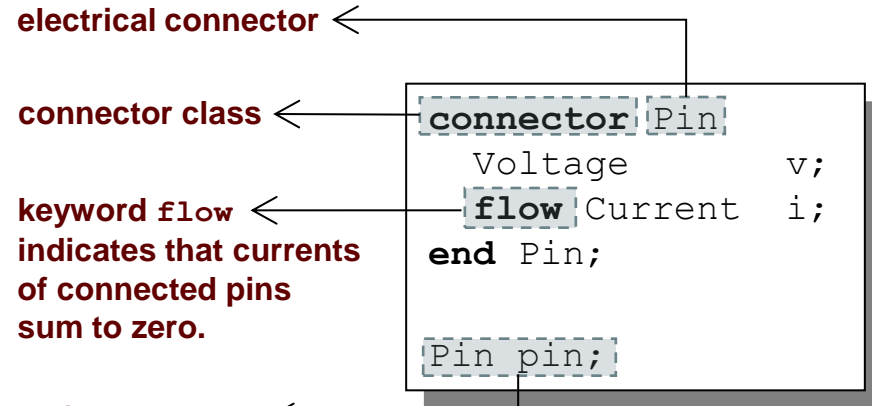 electrical connector
connector class
keyword flow
indicates that currents
of connected pins
sum to zero.
connector Pin
Voltage v;
flow Current i;
end Pin;
Pin pin;